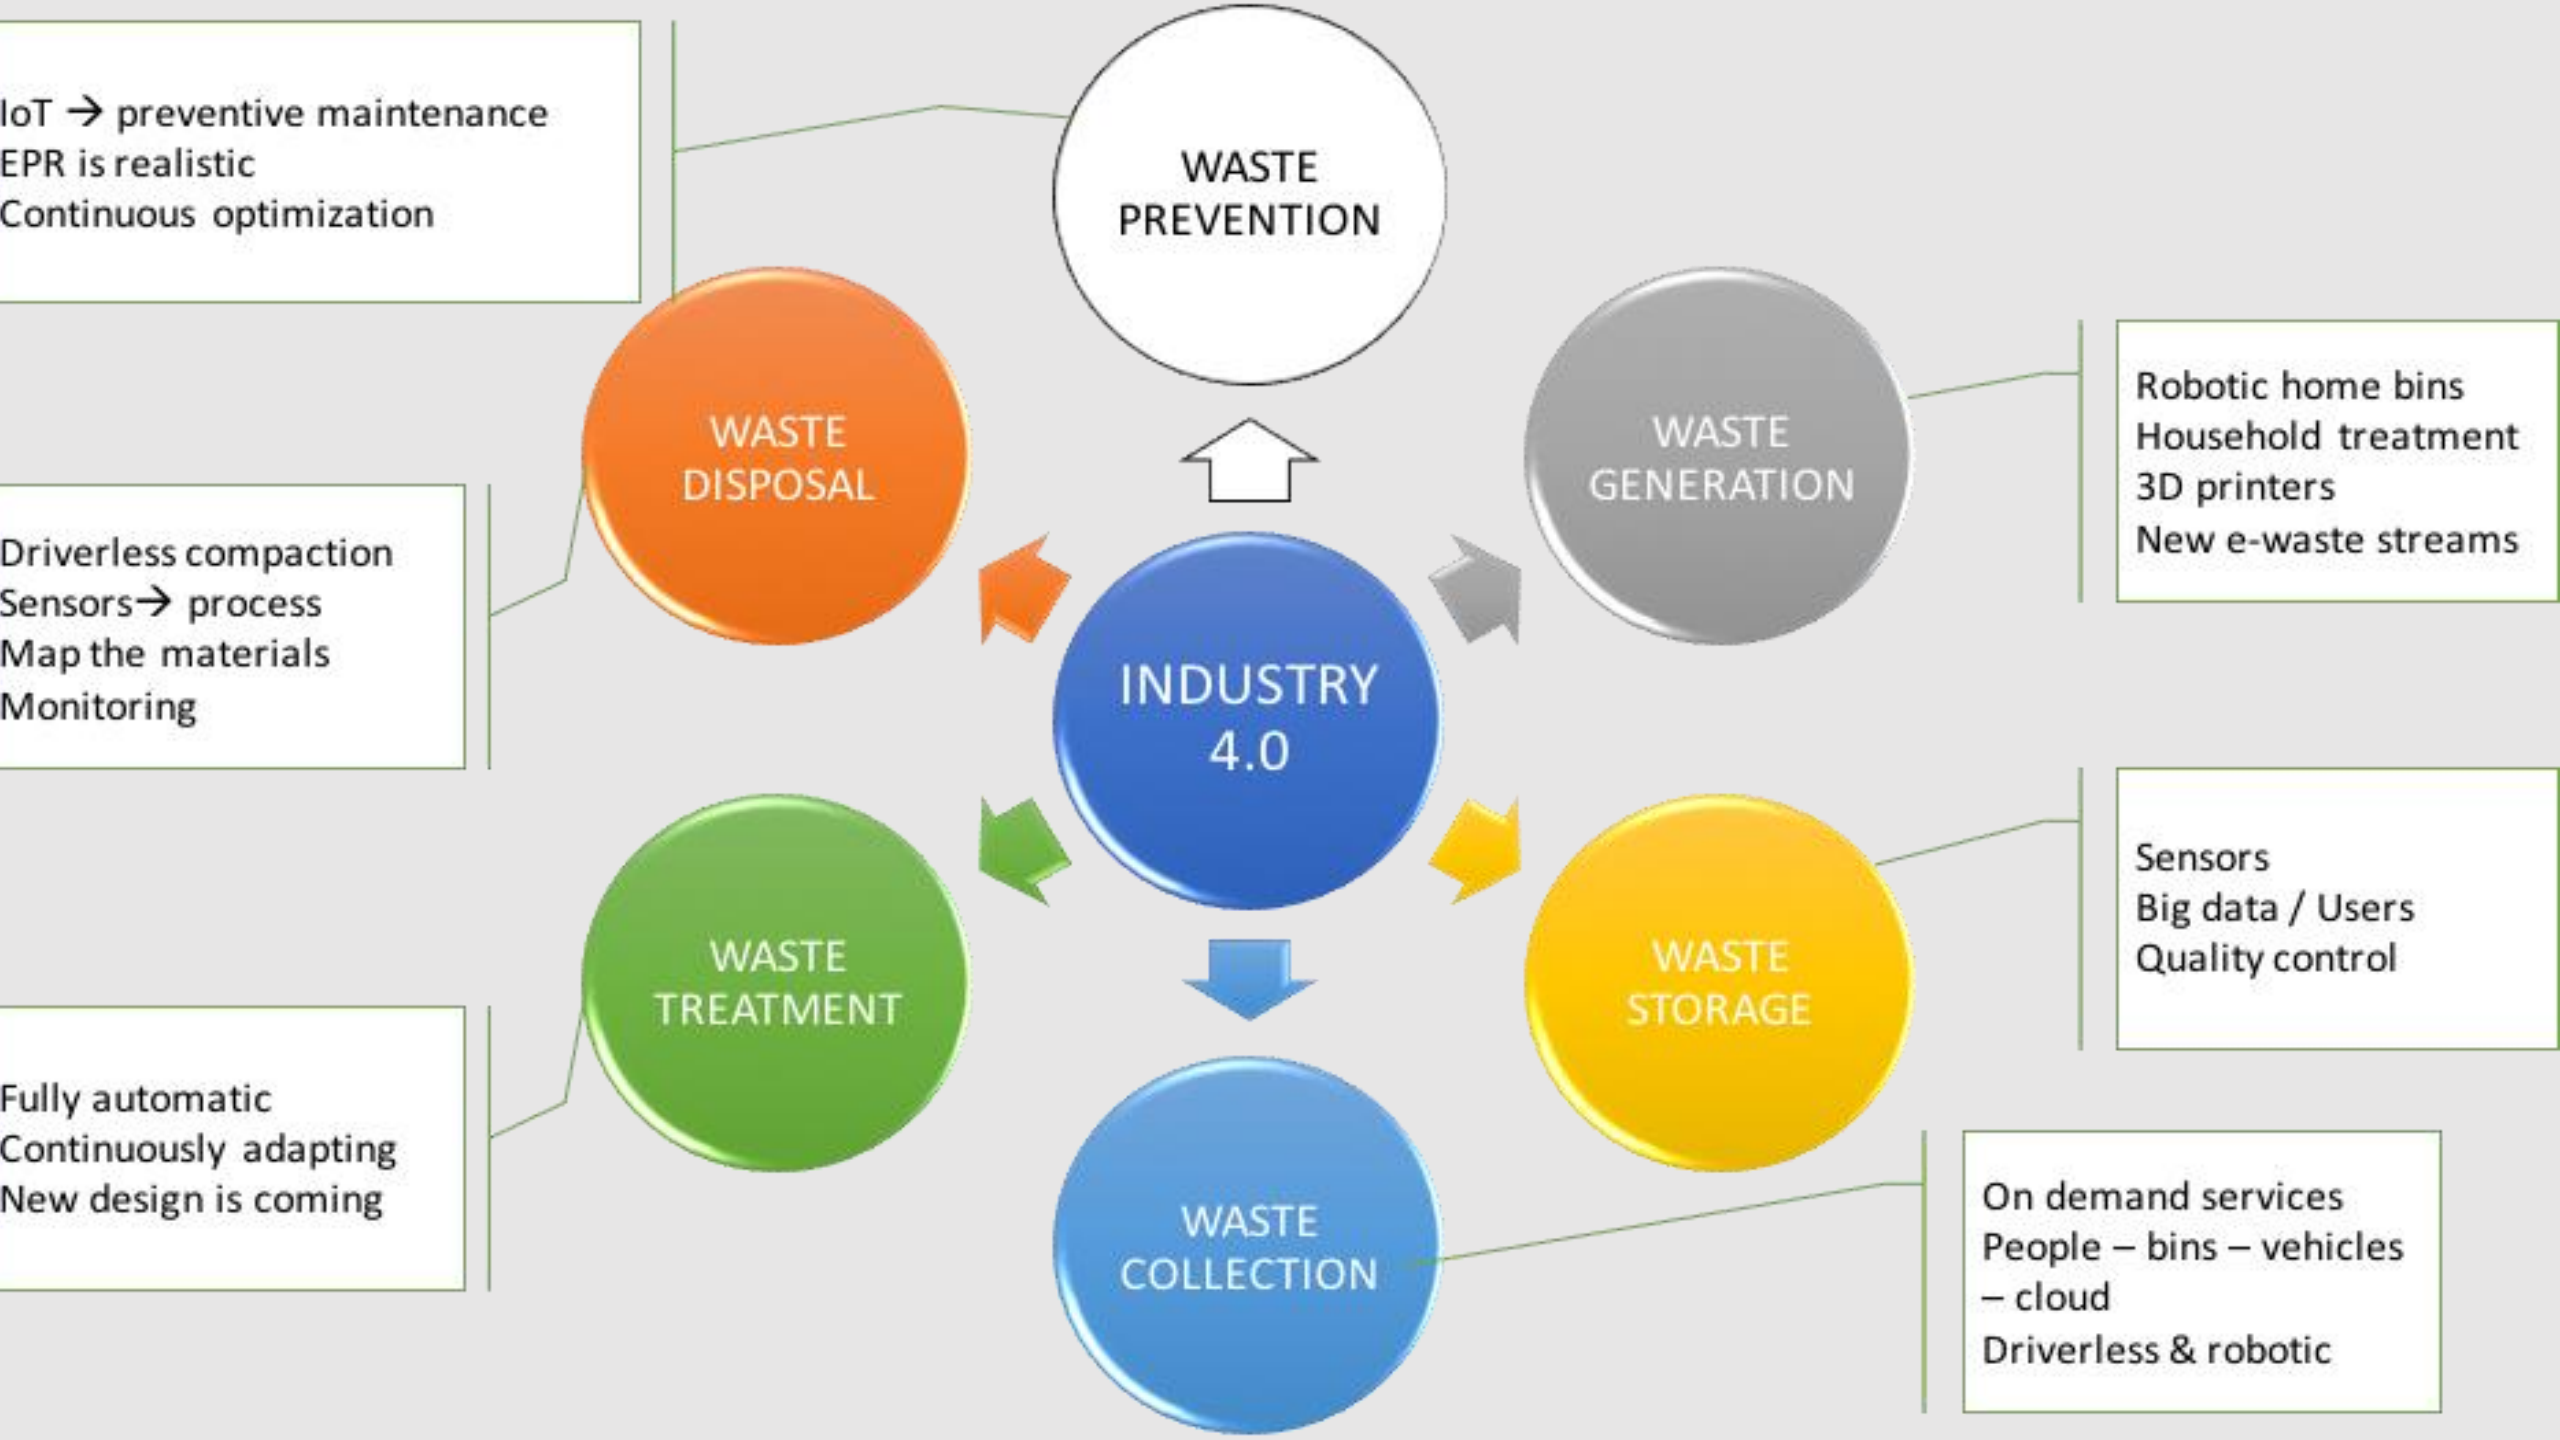 IoT → preventive maintenance
EPR is realistic
Continuous optimization
WASTE
PREVENTION
WASTE
DISPOSAL
WASTE
GENERATION
Robotic home bins
Household treatment
3D printers
New e-waste streams
Driverless compaction
Sensors→ process
Map the materials
Monitoring
INDUSTRY
4.0
WASTE
TREATMENT
WASTE
STORAGE
Sensors
Big data / Users
Quality control
Fully automatic
Continuously adapting
New design is coming
WASTE
COLLECTION
On demand services
People – bins – vehicles
– cloud
Driverless & robotic